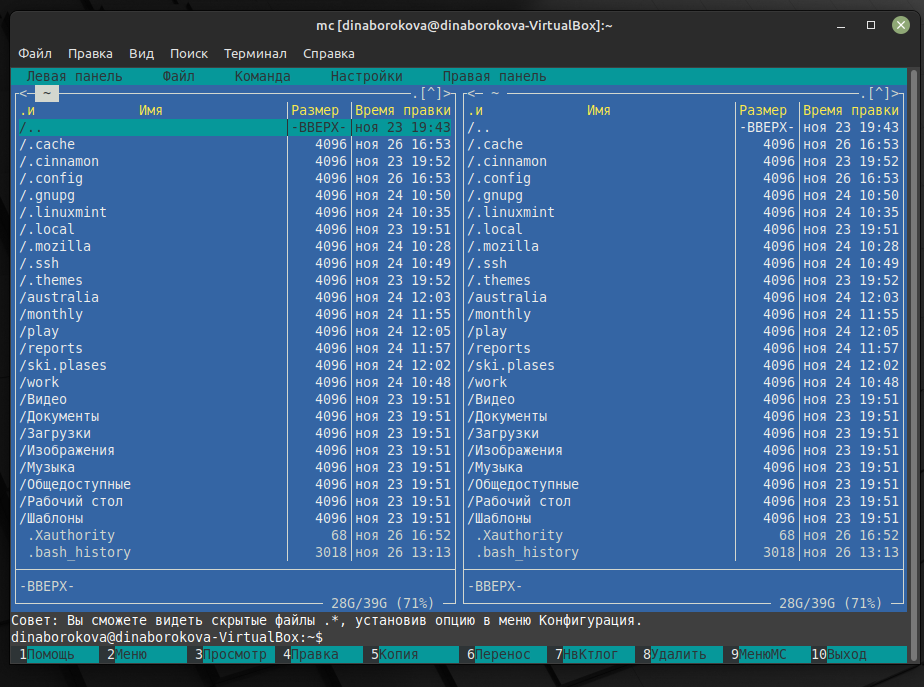 mc [dinaborokova@dinaborokova-VirtualBox]:~
Файл Правка Вид Поиск Терминал Справка
Левая панель Файл Команда Настройки Правая панель
<─ ~ .[^]> <─ ~ .[^]>
.и Имя Размер Время правки .и Имя Размер Время правки
/.. -ВВЕРХ- ноя 23 19:43 /.. -ВВЕРХ- ноя 23 19:43
/.cache 4096 ноя 26 16:53 /.cache 4096 ноя 26 16:53
/.cinnamon 4096 ноя 23 19:52 /.cinnamon 4096 ноя 23 19:52
/.config 4096 ноя 26 16:53 /.config 4096 ноя 26 16:53
/.gnupg 4096 ноя 24 10:50 /.gnupg 4096 ноя 24 10:50
/.linuxmint 4096 ноя 24 10:35 /.linuxmint 4096 ноя 24 10:35
/.local 4096 ноя 23 19:51 /.local 4096 ноя 23 19:51
/.mozilla 4096 ноя 24 10:28 /.mozilla 4096 ноя 24 10:28
/.ssh 4096 ноя 24 10:49 /.ssh 4096 ноя 24 10:49
/.themes 4096 ноя 23 19:52 /.themes 4096 ноя 23 19:52
/australia 4096 ноя 24 12:03 /australia 4096 ноя 24 12:03
/monthly 4096 ноя 24 11:55 /monthly 4096 ноя 24 11:55
/play 4096 ноя 24 12:05 /play 4096 ноя 24 12:05
/reports 4096 ноя 24 11:57 /reports 4096 ноя 24 11:57
/ski.plases 4096 ноя 24 12:02 /ski.plases 4096 ноя 24 12:02
/work 4096 ноя 24 10:48 /work 4096 ноя 24 10:48
/Видео 4096 ноя 23 19:51 /Видео 4096 ноя 23 19:51
/Документы 4096 ноя 23 19:51 /Документы 4096 ноя 23 19:51
/Загрузки 4096 ноя 23 19:51 /Загрузки 4096 ноя 23 19:51
/Изображения 4096 ноя 23 19:51 /Изображения 4096 ноя 23 19:51
/Музыка 4096 ноя 23 19:51 /Музыка 4096 ноя 23 19:51
/Общедоступные 4096 ноя 23 19:51 /Общедоступные 4096 ноя 23 19:51
/Рабочий стол 4096 ноя 23 19:51 /Рабочий стол 4096 ноя 23 19:51
/Шаблоны 4096 ноя 23 19:51 /Шаблоны 4096 ноя 23 19:51
.Xauthority 68 ноя 26 16:52 .Xauthority 68 ноя 26 16:52
.bash_history 3018 ноя 26 13:13 .bash_history 3018 ноя 26 13:13
-ВВЕРХ- -ВВЕРХ-
28G/39G (71%) 28G/39G (71%)
Совет: Вы сможете видеть скрытые файлы .*, установив опцию в меню Конфигурация.
dinaborokova@dinaborokova-VirtualBox:~$
1Помощь 2Меню 3Просмотр 4Правка 5Копия 6Перенос 7НвКтлог 8Удалить 9МенюМС 10Выход